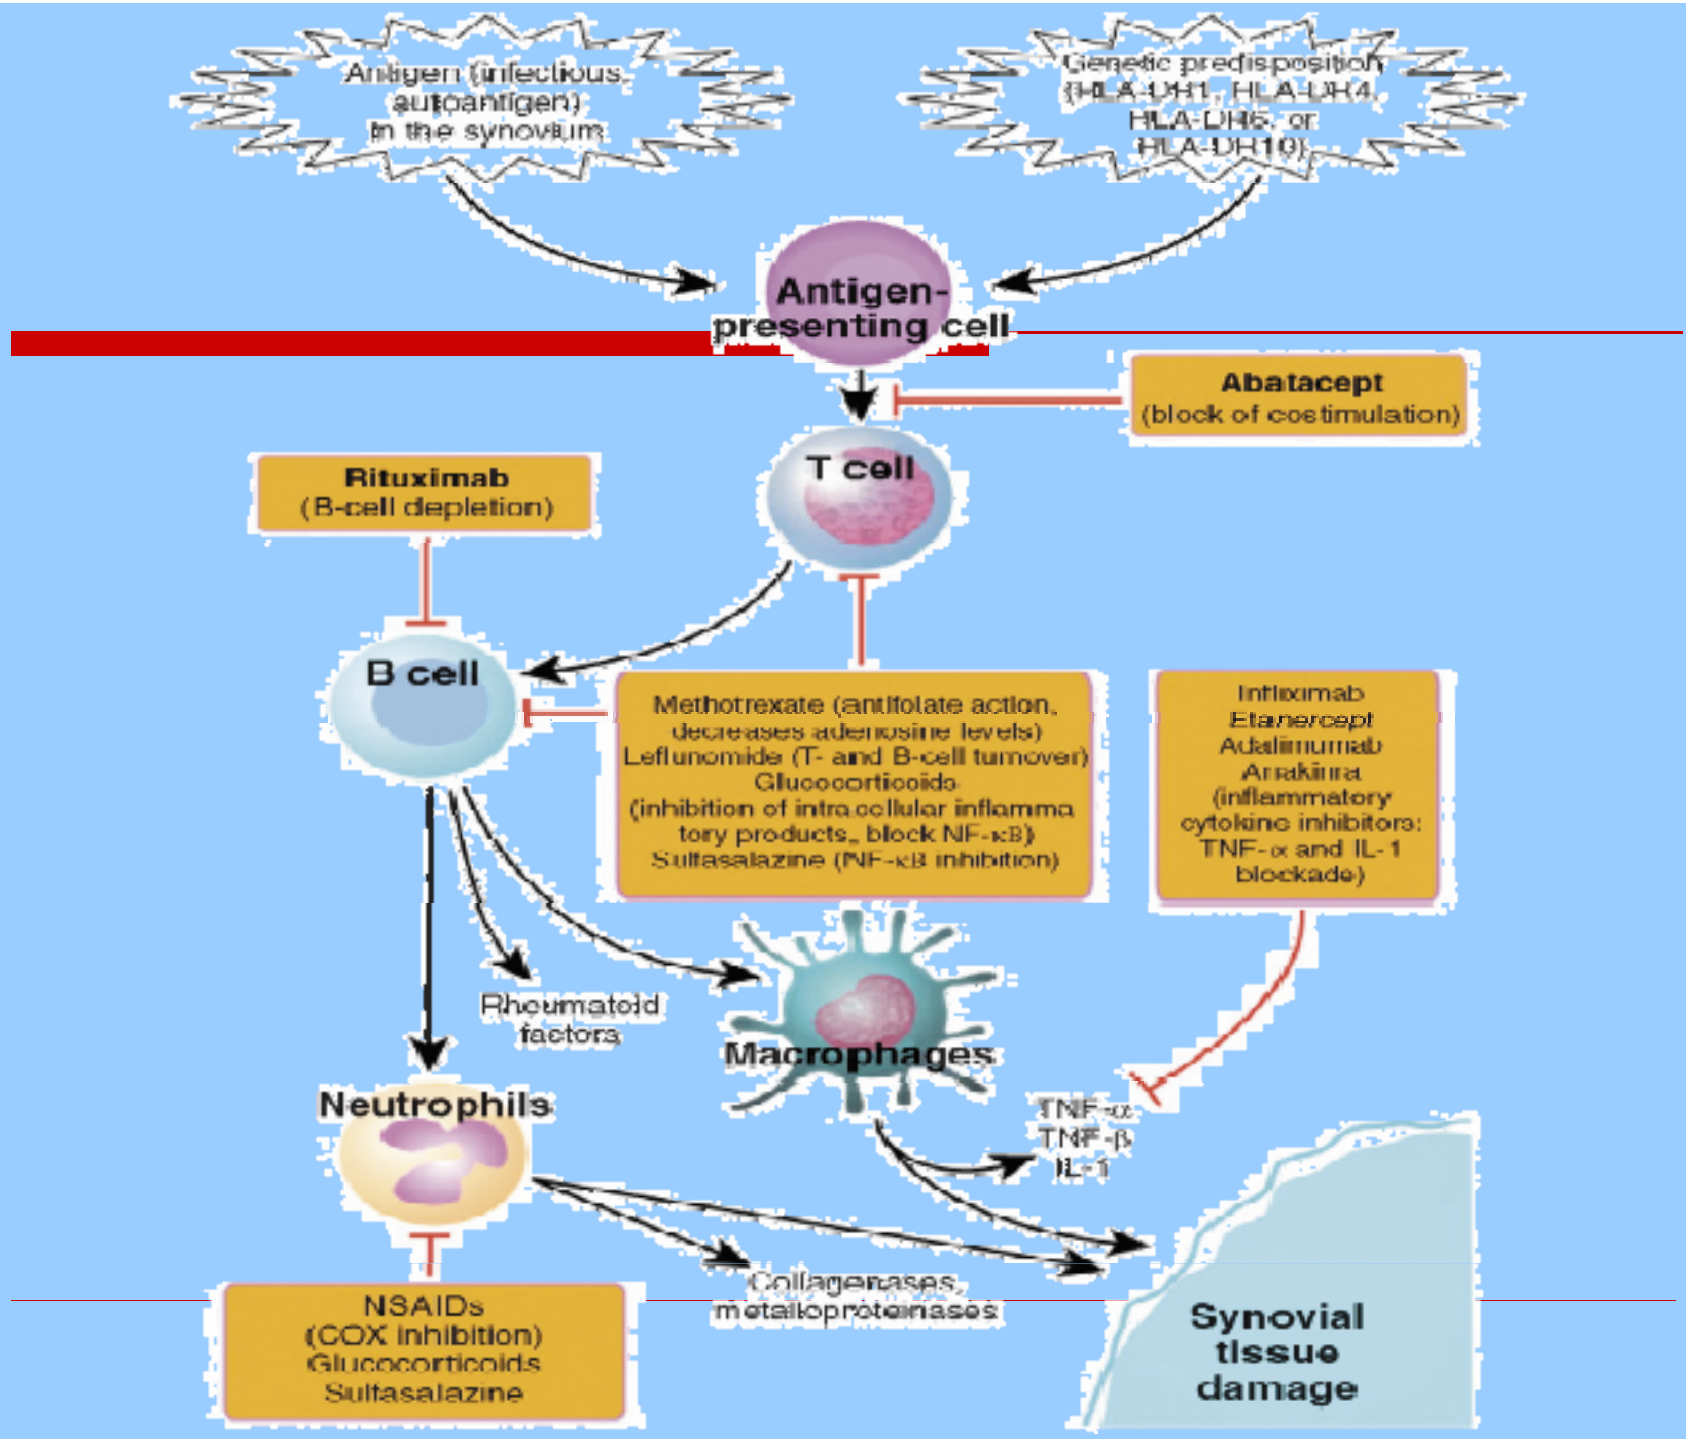 Antigen (infectious,
autoantigen)
In the synovium
Genetic predisposition
(HLA-DR1, HLA-DR4,
HLA-DR6, or
HLA-DR10)
Antigen-
presenting cell
Abatacept
(block of costimulation)
T cell
Rituximab
(B-cell depletion)
B cell
Methotrexate (antifolate action,
decreases adenosine levels)
Leflunomide (T- and B-cell turnover)
Glucocorticoids
(inhibition of intracellular inflamma
tory products, block NF-κB)
Sulfasalazine (NF-κB inhibition)
Infliximab
Etanercept
Adalimumab
Anakinra
(inflammatory
cytokine inhibitors:
TNF-α and IL-1
blockade)
Rheumatoid
factors
Macrophages
Neutrophils
TNF-α
TNF-β
IL-1
Collagenases,
metalloproteinases
NSAIDs
(COX inhibition)
Glucocorticoids
Sulfasalazine
Synovial
tissue
damage